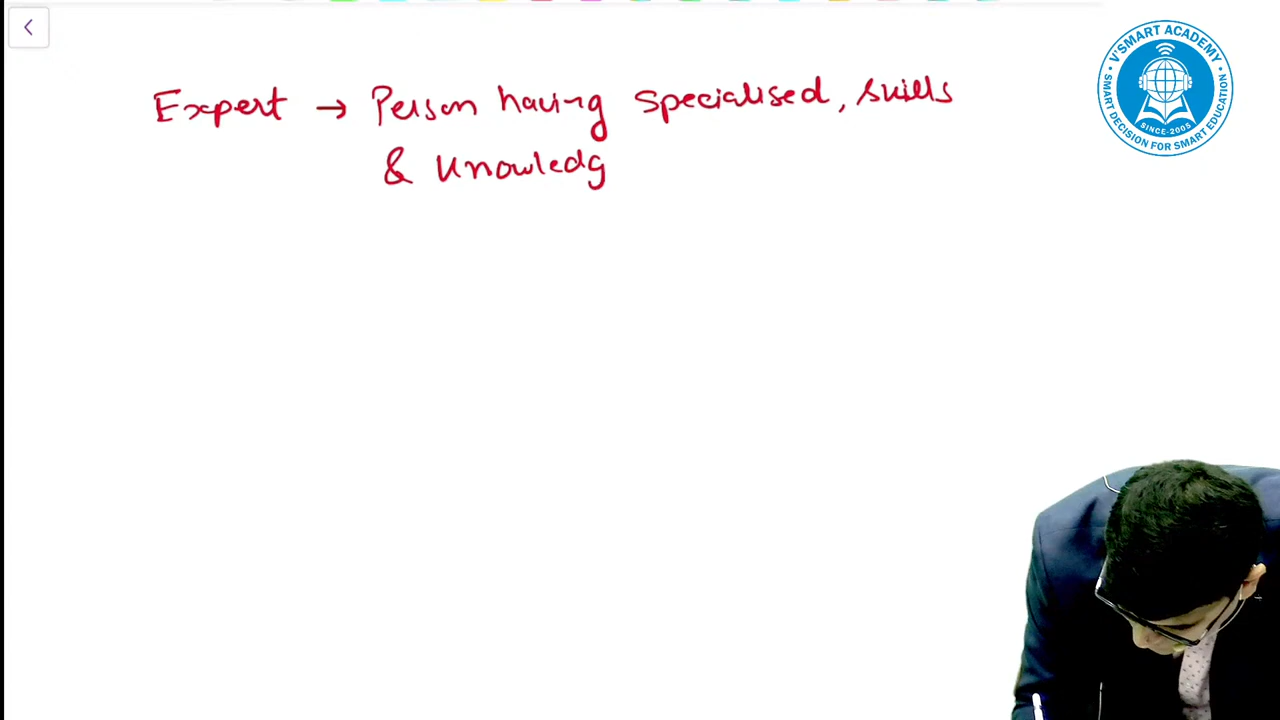 Expert → Person having specialised, skills
& knowledg
V'SMART ACADEMY
SINCE-2005
SMART DECISION FOR SMART EDUCATION